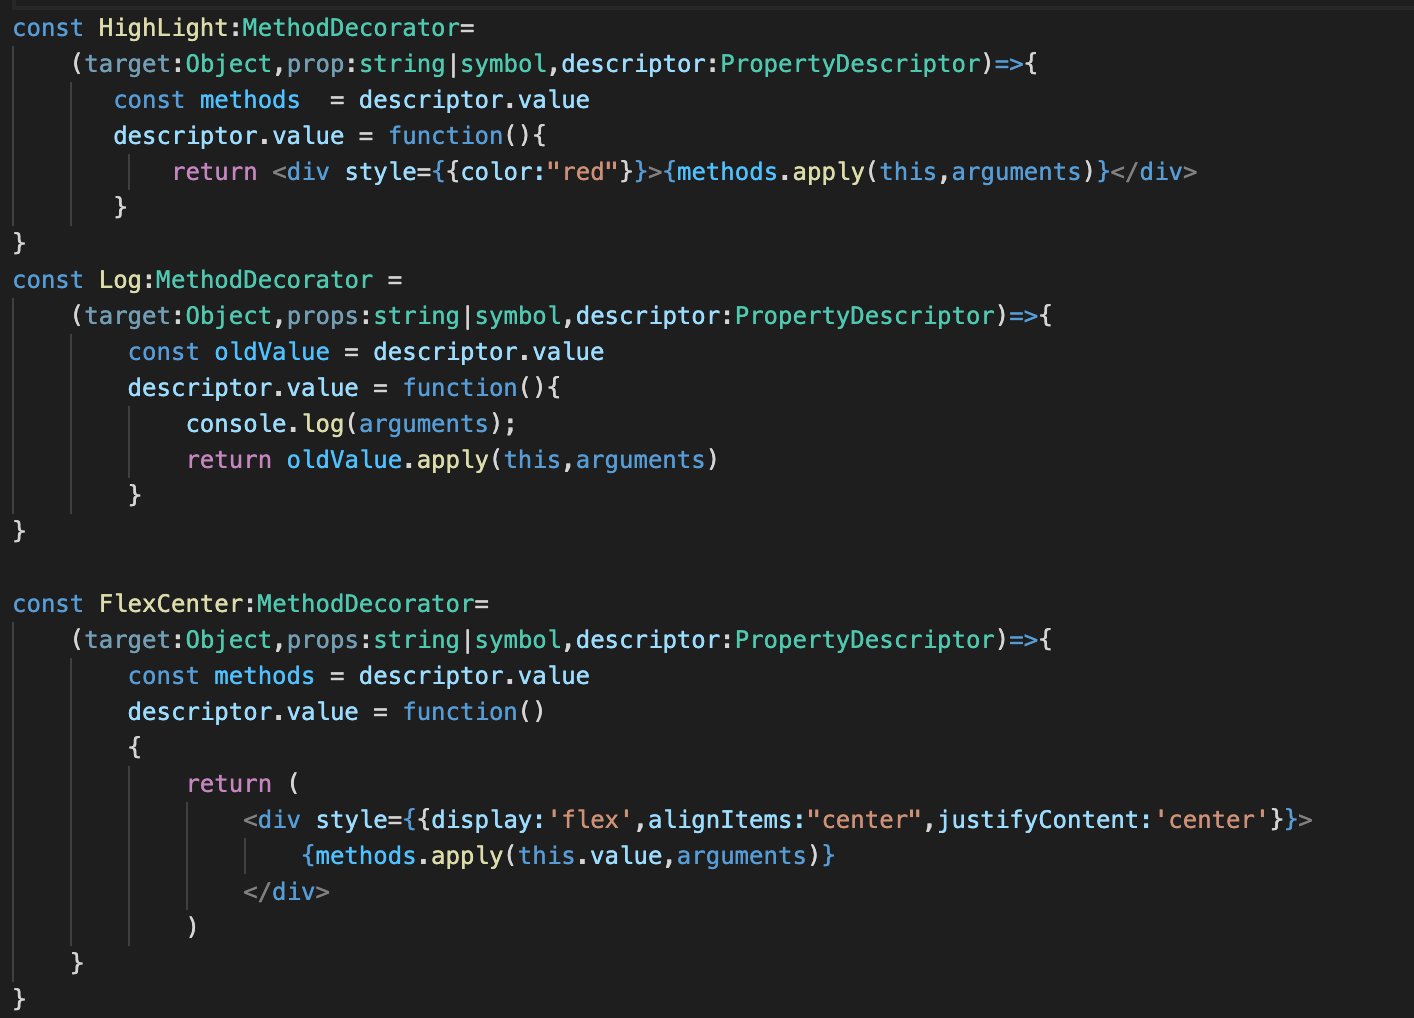 const HighLight:MethodDecorator=
    (target:Object,prop:string|symbol,descriptor:PropertyDescriptor)=>{
       const methods  = descriptor.value
       descriptor.value = function(){
           return <div style={{color:"red"}}>{methods.apply(this,arguments)}</div>
       }
}
const Log:MethodDecorator =
    (target:Object,props:string|symbol,descriptor:PropertyDescriptor)=>{
        const oldValue = descriptor.value
        descriptor.value = function(){
            console.log(arguments);
            return oldValue.apply(this,arguments)
        }
}

const FlexCenter:MethodDecorator=
    (target:Object,props:string|symbol,descriptor:PropertyDescriptor)=>{
        const methods = descriptor.value
        descriptor.value = function()
        {
            return (
                <div style={{display:'flex',alignItems:"center",justifyContent:'center'}}>
                    {methods.apply(this.value,arguments)}
                </div>
            )
    }
}